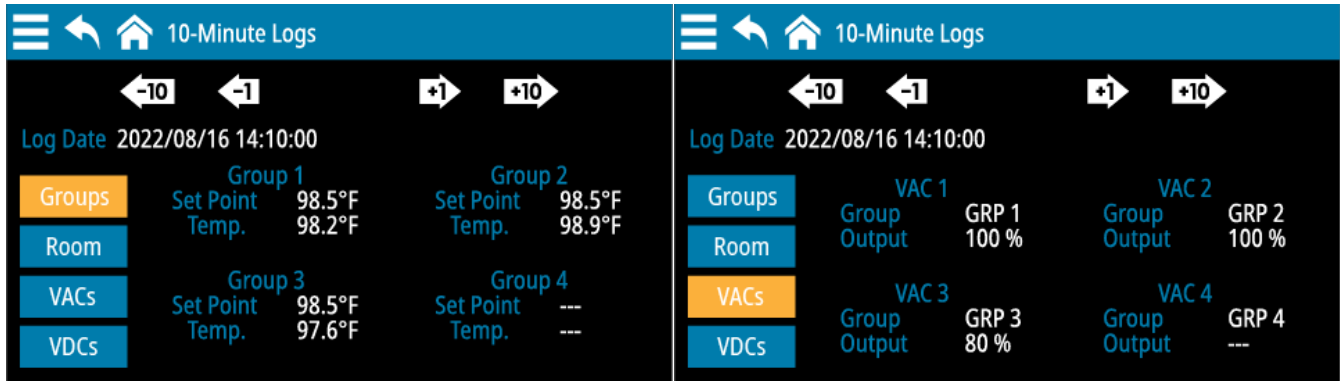 10-Minute Logs
-10 -1 +1 +10
Log Date 2022/08/16 14:10:00
Groups
Room
VACs
VDCs
Group 1
Set Point 98.5°F
Temp. 98.2°F
Group 2
Set Point 98.5°F
Temp. 98.9°F
Group 3
Set Point 98.5°F
Temp. 97.6°F
Group 4
Set Point ---
Temp. ---
10-Minute Logs
-10 -1 +1 +10
Log Date 2022/08/16 14:10:00
Groups
Room
VACs
VDCs
VAC 1
Group GRP 1
Output 100 %
VAC 2
Group GRP 2
Output 100 %
VAC 3
Group GRP 3
Output 80 %
VAC 4
Group GRP 4
Output ---